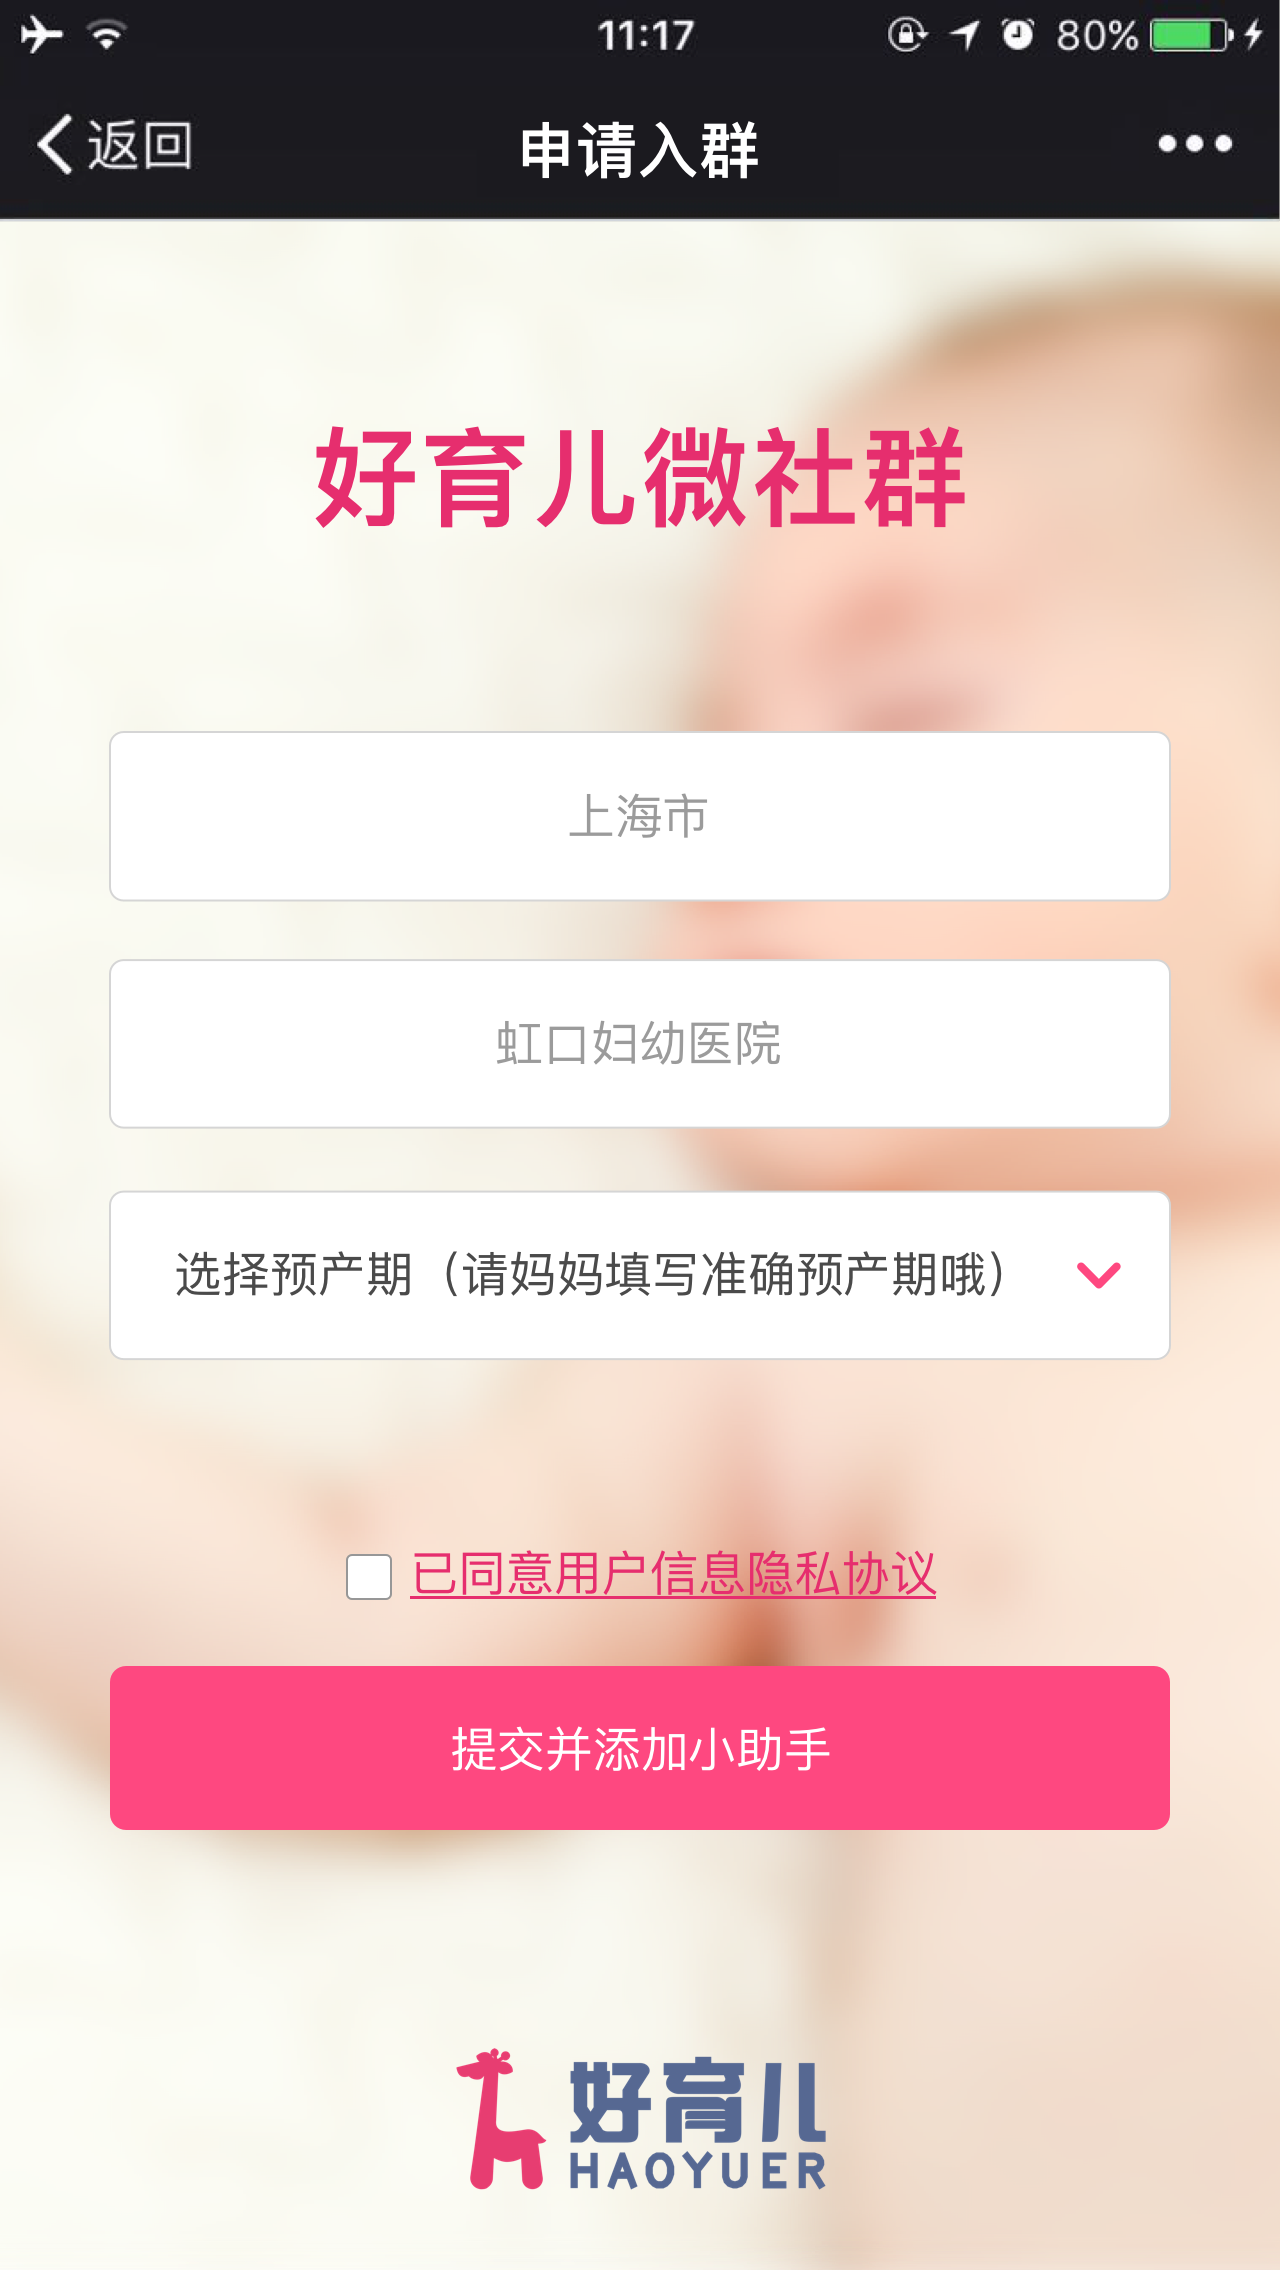 11:17
80%
返回
申请入群
好育儿微社群
上海市
虹口妇幼医院
选择预产期（请妈妈填写准确预产期哦）
已同意用户信息隐私协议
提交并添加小助手
好育儿
HAOYUER